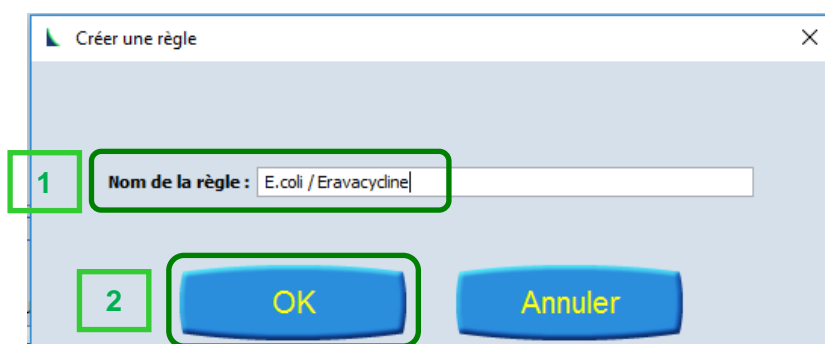 Créer une règle
1 Nom de la règle : E.coli / Eravacycline
2 OK Annuler